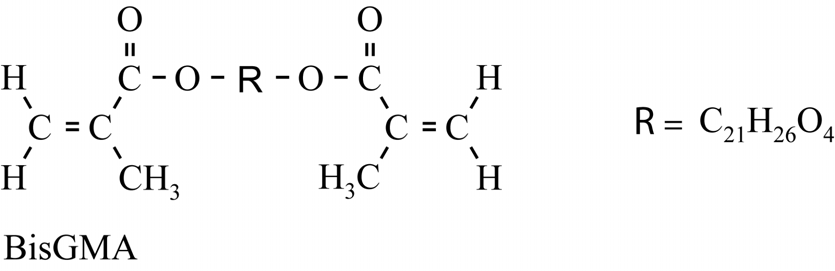 O O
H C – O – R – O – C H
C = C C = C R = C₂₁H₂₆O₄
H CH₃ H₃C H
BisGMA